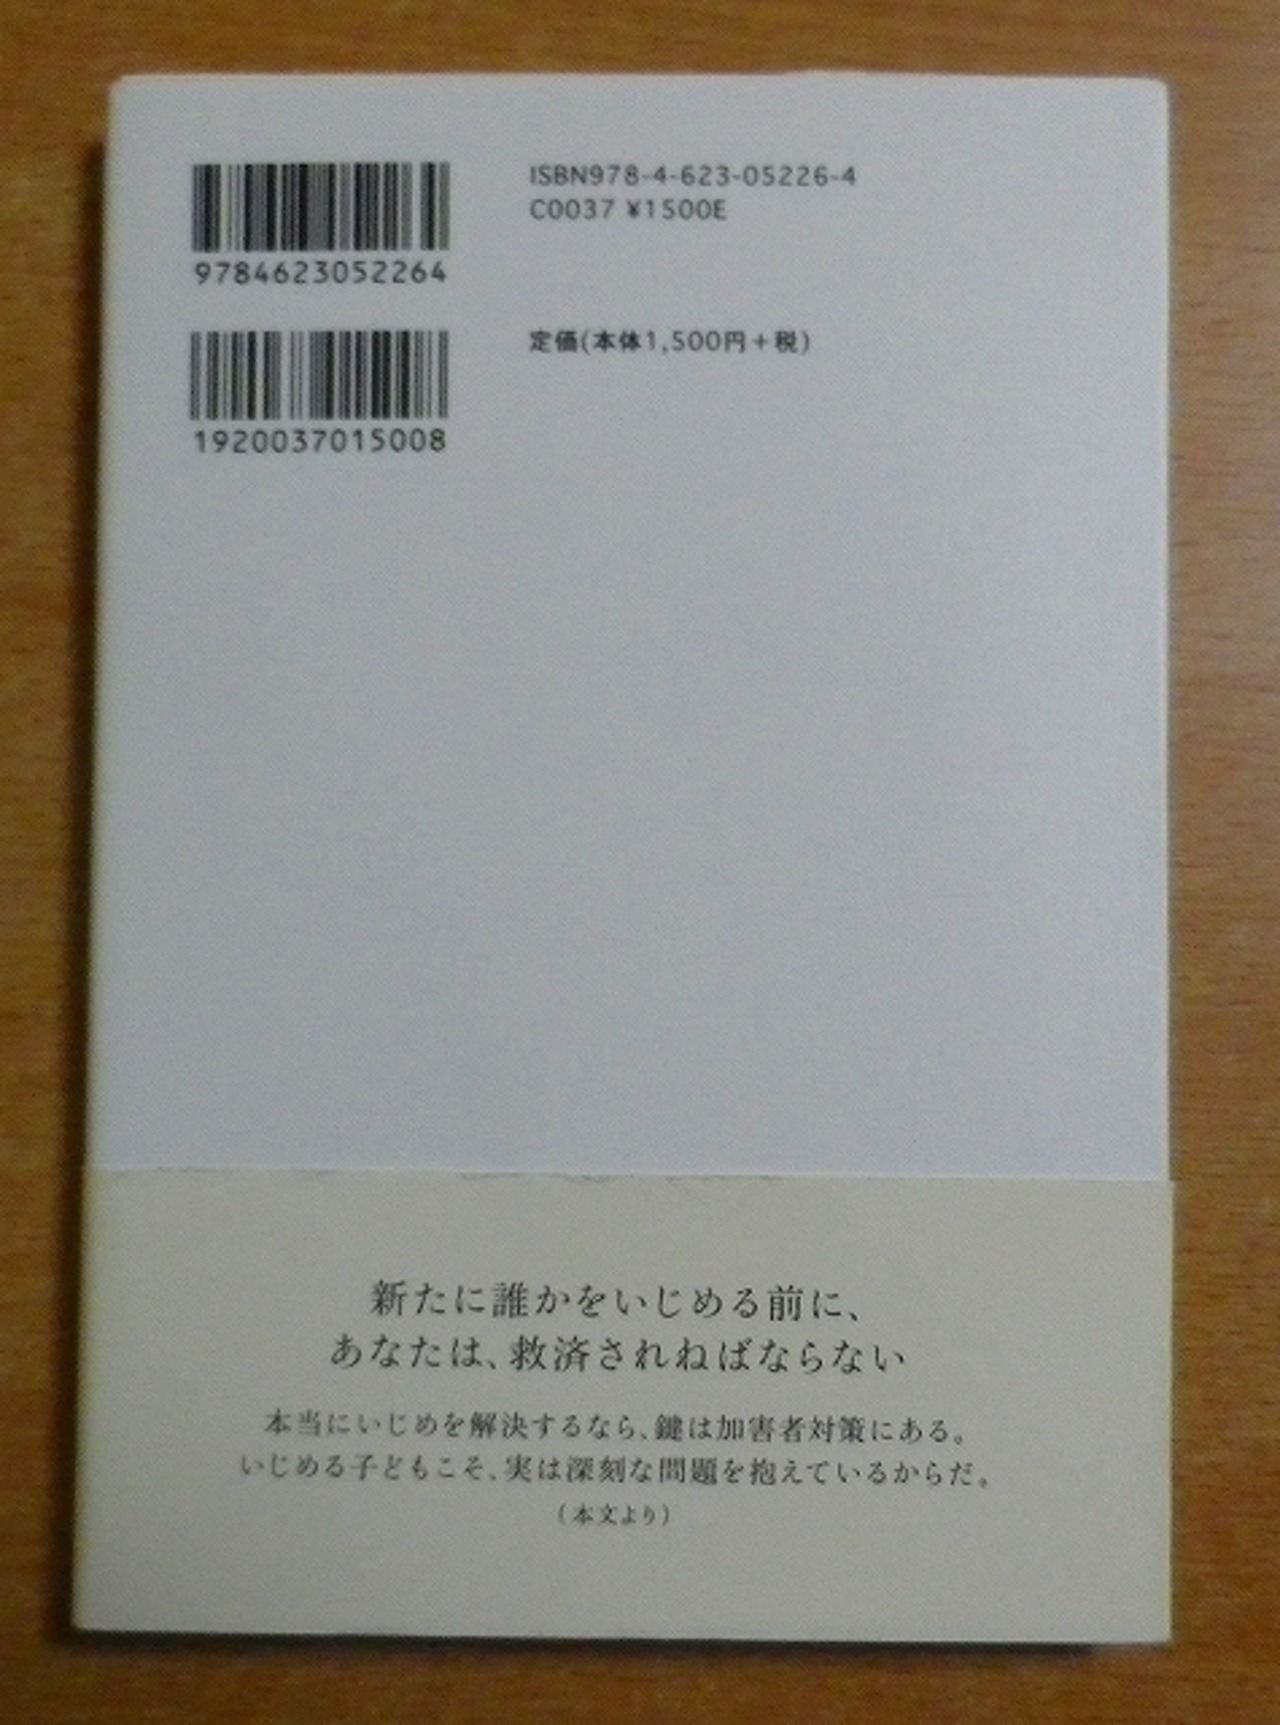 ISBN978-4-623-05226-4
C0037 ¥1500E
9784623052264
定価(本体1,500円+税)
1920037015008
新たに誰かをいじめる前に、
あなたは、救済されねばならない
本当にいじめを解決するなら、鍵は加害者対策にある。
いじめる子どもこそ、実は深刻な問題を抱えているからだ。
(本文より)